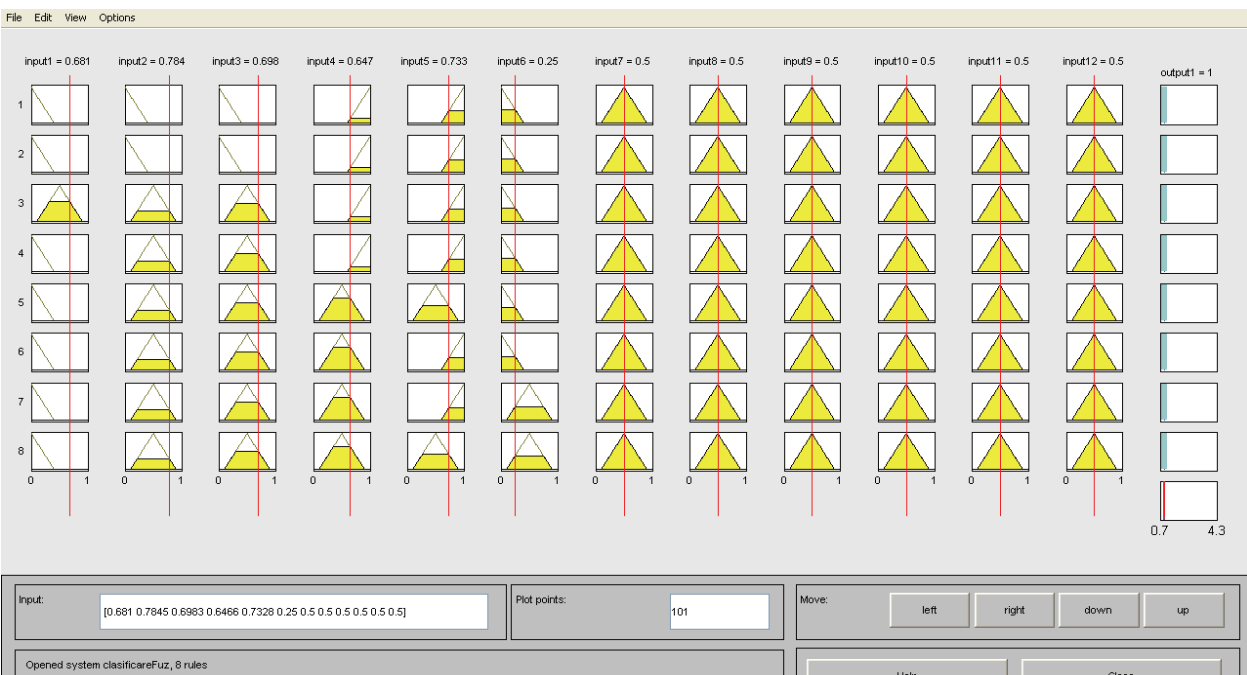 File Edit View Options
input1 = 0.681 input2 = 0.784 input3 = 0.698 input4 = 0.647 input5 = 0.733 input6 = 0.25 input7 = 0.5 input8 = 0.5 input9 = 0.5 input10 = 0.5 input11 = 0.5 input12 = 0.5
output1 = 1
1
2
3
4
5
6
7
8
0 1 0 1 0 1 0 1 0 1 0 1 0 1 0 1 0 1 0 1 0 1 0 1
0.7 4.3
Input:
[0.681 0.7845 0.6983 0.6466 0.7328 0.25 0.5 0.5 0.5 0.5 0.5 0.5]
Plot points:
101
Move:
left right down up
Opened system clasificareFuz, 8 rules
Help Close